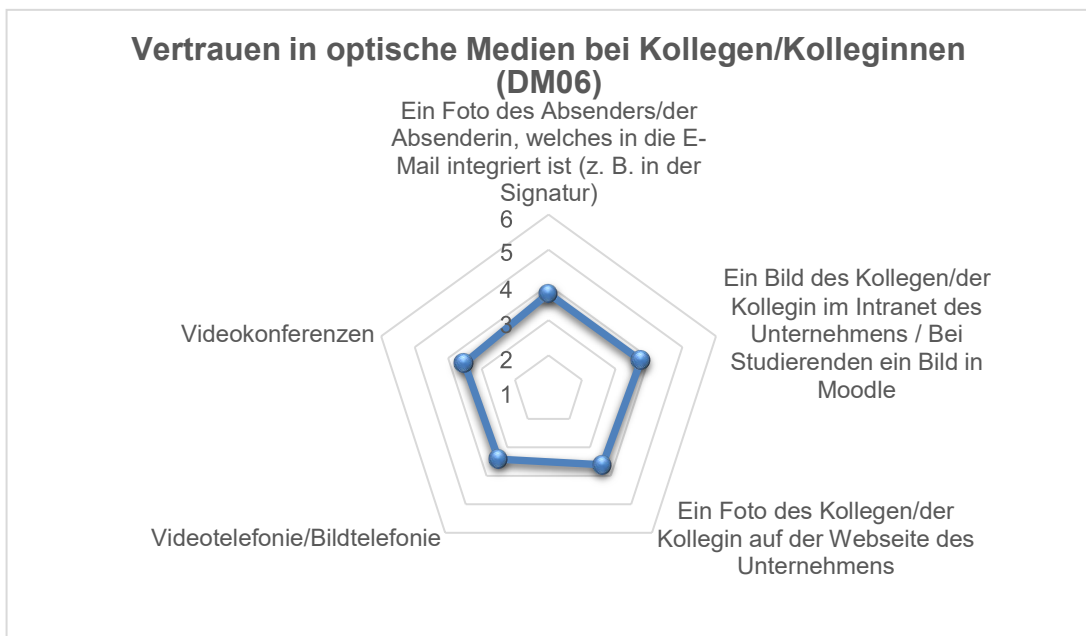 Vertrauen in optische Medien bei Kollegen/Kolleginnen
(DM06)
Ein Foto des Absenders/der
Absenderin, welches in die E-
Mail integriert ist (z. B. in der
Signatur)
6
5
4
3
2
1
Ein Bild des Kollegen/der
Kollegin im Intranet des
Unternehmens / Bei
Studierenden ein Bild in
Moodle
Ein Foto des Kollegen/der
Kollegin auf der Webseite des
Unternehmens
Videotelefonie/Bildtelefonie
Videokonferenzen